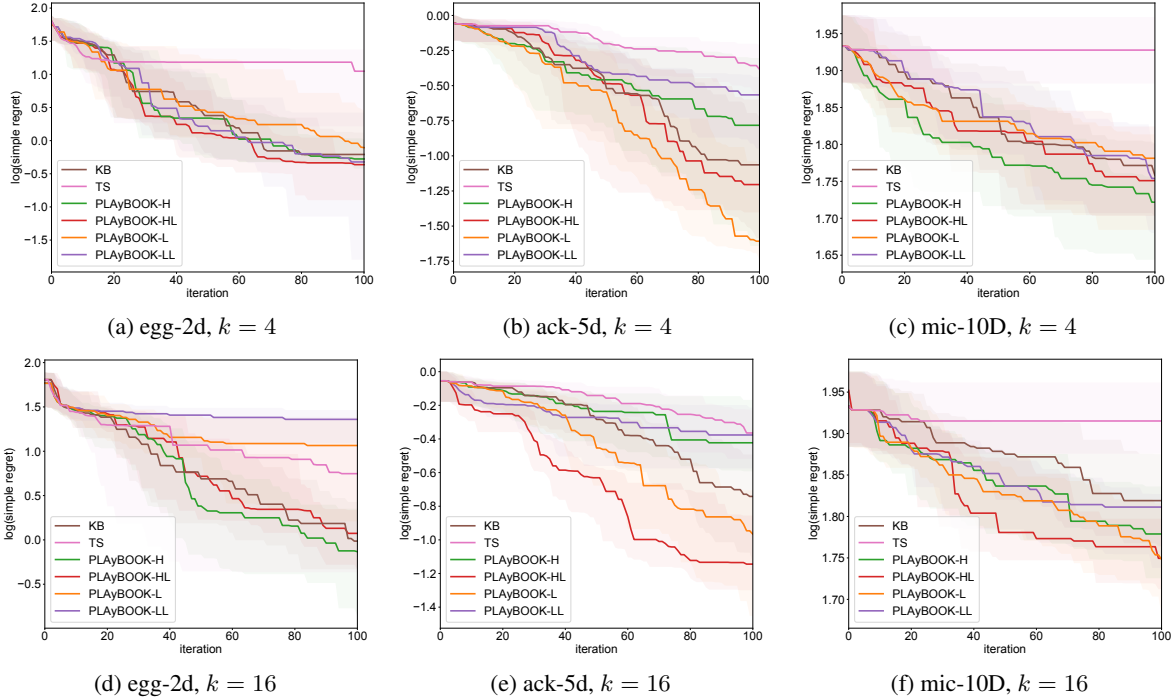 2.0
1.5
1.0
0.5
0.0
−0.5
−1.0
−1.5
log(simple regret)
KB
TS
PLAyBOOK-H
PLAyBOOK-HL
PLAyBOOK-L
PLAyBOOK-LL
0 20 40 60 80 100
iteration
(a) egg-2d, k = 4
0.00
−0.25
−0.50
−0.75
−1.00
−1.25
−1.50
−1.75
log(simple regret)
KB
TS
PLAyBOOK-H
PLAyBOOK-HL
PLAyBOOK-L
PLAyBOOK-LL
0 20 40 60 80 100
iteration
(b) ack-5d, k = 4
1.95
1.90
1.85
1.80
1.75
1.70
1.65
log(simple regret)
KB
TS
PLAyBOOK-H
PLAyBOOK-HL
PLAyBOOK-L
PLAyBOOK-LL
0 20 40 60 80 100
iteration
(c) mic-10D, k = 4
2.0
1.5
1.0
0.5
0.0
−0.5
log(simple regret)
KB
TS
PLAyBOOK-H
PLAyBOOK-HL
PLAyBOOK-L
PLAyBOOK-LL
0 20 40 60 80 100
iteration
(d) egg-2d, k = 16
0.0
−0.2
−0.4
−0.6
−0.8
−1.0
−1.2
−1.4
log(simple regret)
KB
TS
PLAyBOOK-H
PLAyBOOK-HL
PLAyBOOK-L
PLAyBOOK-LL
0 20 40 60 80 100
iteration
(e) ack-5d, k = 16
1.95
1.90
1.85
1.80
1.75
1.70
log(simple regret)
KB
TS
PLAyBOOK-H
PLAyBOOK-HL
PLAyBOOK-L
PLAyBOOK-LL
0 20 40 60 80 100
iteration
(f) mic-10D, k = 16